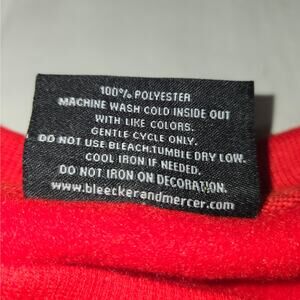 100% POLYESTER
MACHINE WASH COLD INSIDE OUT
WITH LIKE COLORS.
GENTLE CYCLE ONLY.
DO NOT USE BLEACH.TUMBLE DRY LOW.
COOL IRON IF NEEDED.
DO NOT IRON ON DECORATION.
www.bleeckerandmercer.com